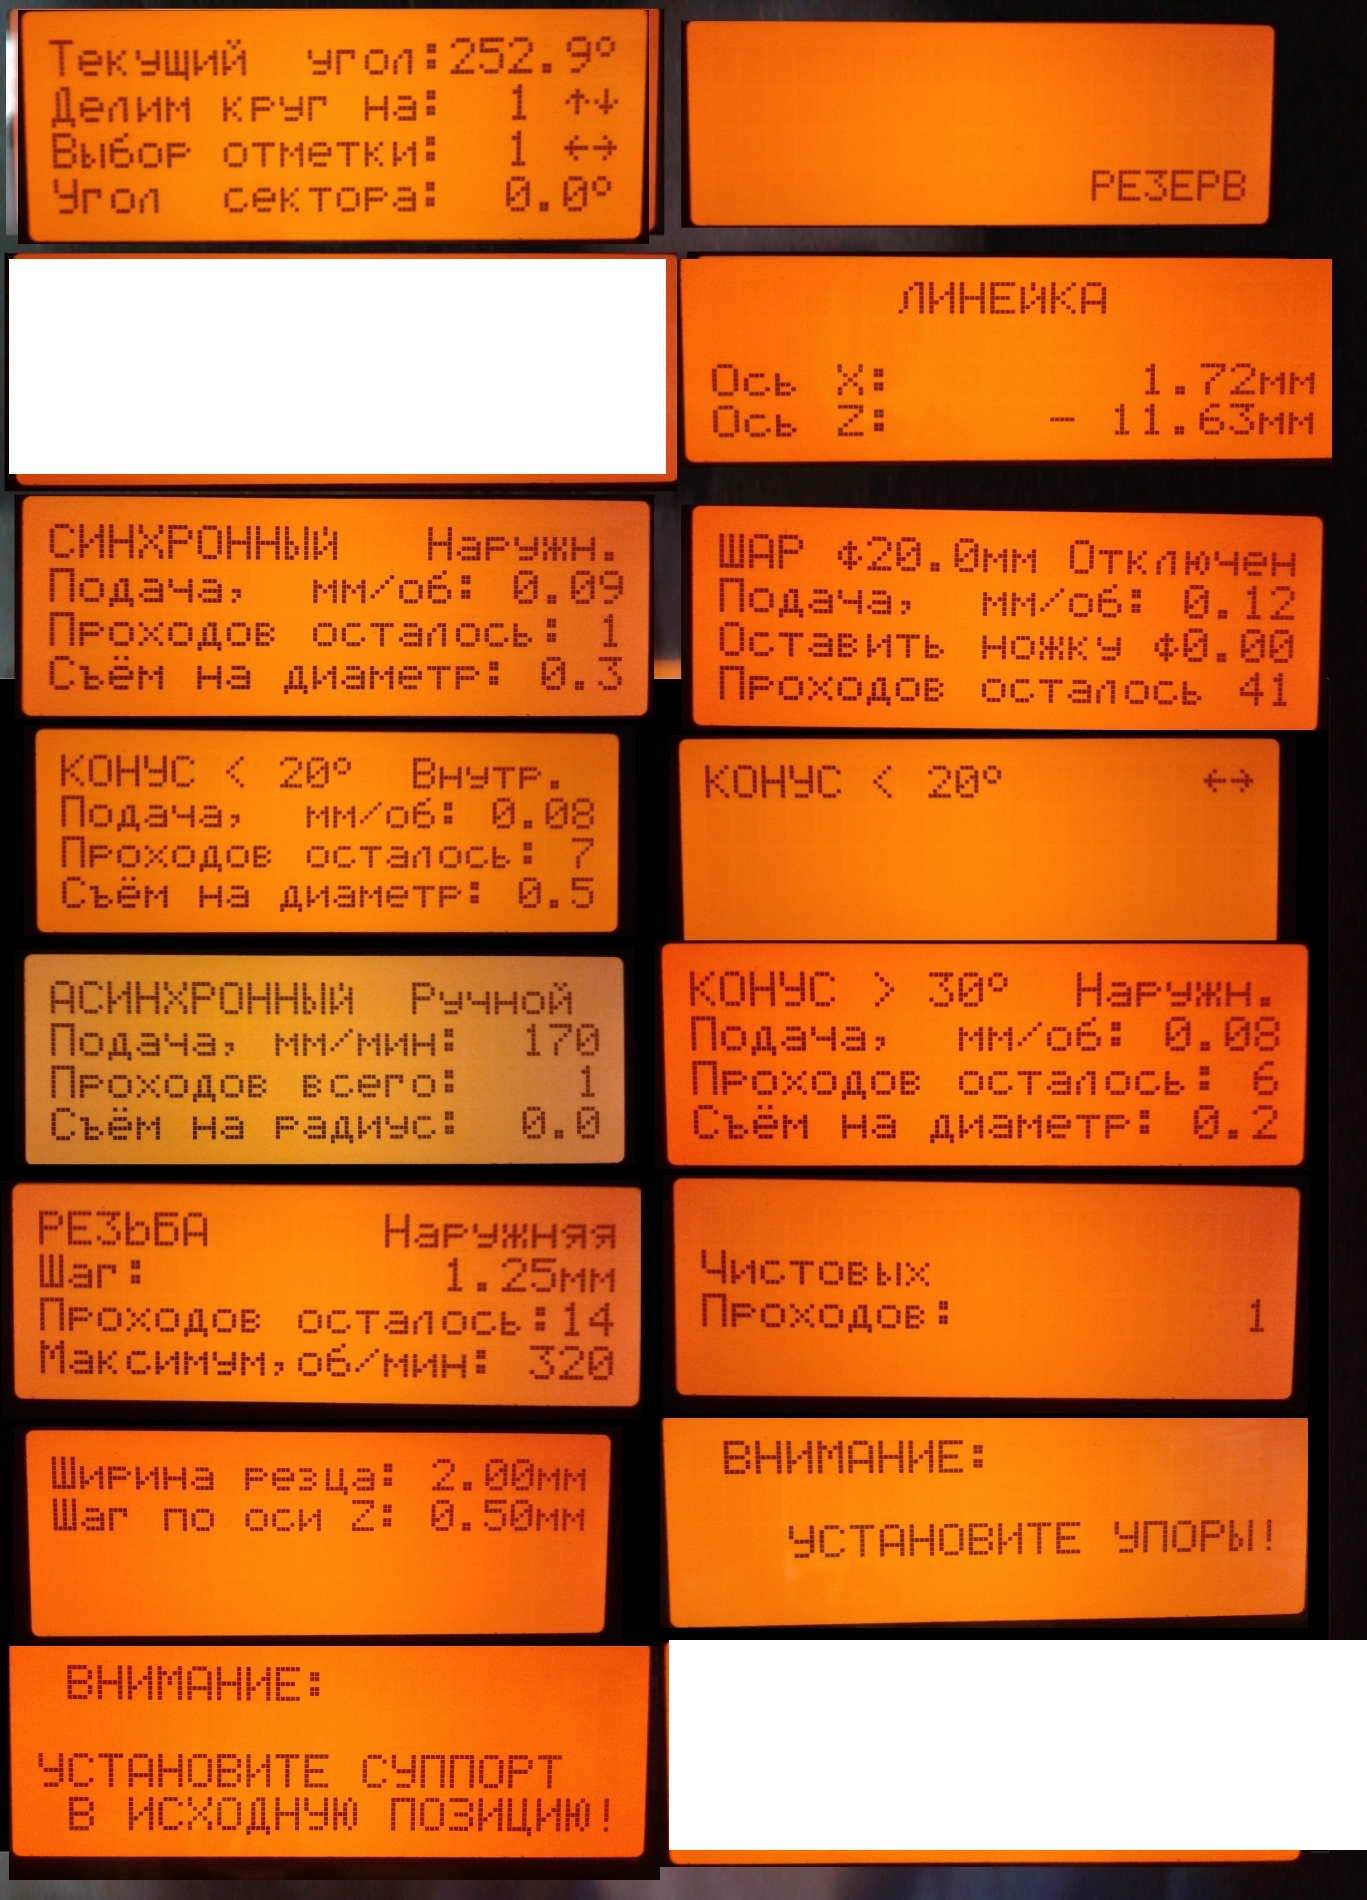 Текущий угол:252.9°
Делим круг на: 1 ↑↓
Выбор отметки: 1 ←→
Угол сектора: 0.0°
РЕЗЕРВ
ЛИНЕЙКА
Ось X: 1.72мм
Ось Z: - 11.63мм
СИНХРОННЫЙ Наружн.
Подача, мм/об: 0.09
Проходов осталось: 1
Съём на диаметр: 0.3
ШАР ¢20.0мм Отключен
Подача, мм/об: 0.12
Оставить ножку ¢0.00
Проходов осталось 41
КОНУС < 20° Внутр.
Подача, мм/об: 0.08
Проходов осталось: 7
Съём на диаметр: 0.5
КОНУС < 20° ←→
АСИНХРОННЫЙ Ручной
Подача, мм/мин: 170
Проходов всего: 1
Съём на радиус: 0.0
КОНУС > 30° Наружн.
Подача, мм/об: 0.08
Проходов осталось: 6
Съём на диаметр: 0.2
РЕЗЬБА Наружняя
Шаг: 1.25мм
Проходов осталось:14
Максимум,об/мин: 320
Чистовых
Проходов: 1
Ширина резца: 2.00мм
Шаг по оси Z: 0.50мм
ВНИМАНИЕ:
УСТАНОВИТЕ УПОРЫ!
ВНИМАНИЕ:
УСТАНОВИТЕ СУППОРТ
В ИСХОДНУЮ ПОЗИЦИЮ!